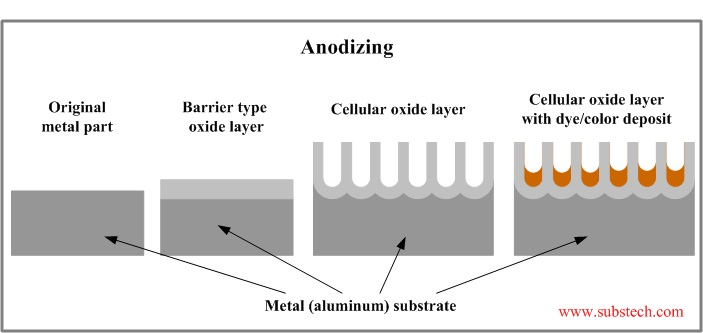 Anodizing
Original
metal part
Barrier type
oxide layer
Cellular oxide layer
Cellular oxide layer
with dye/color deposit
Metal (aluminum) substrate
www.substech.com